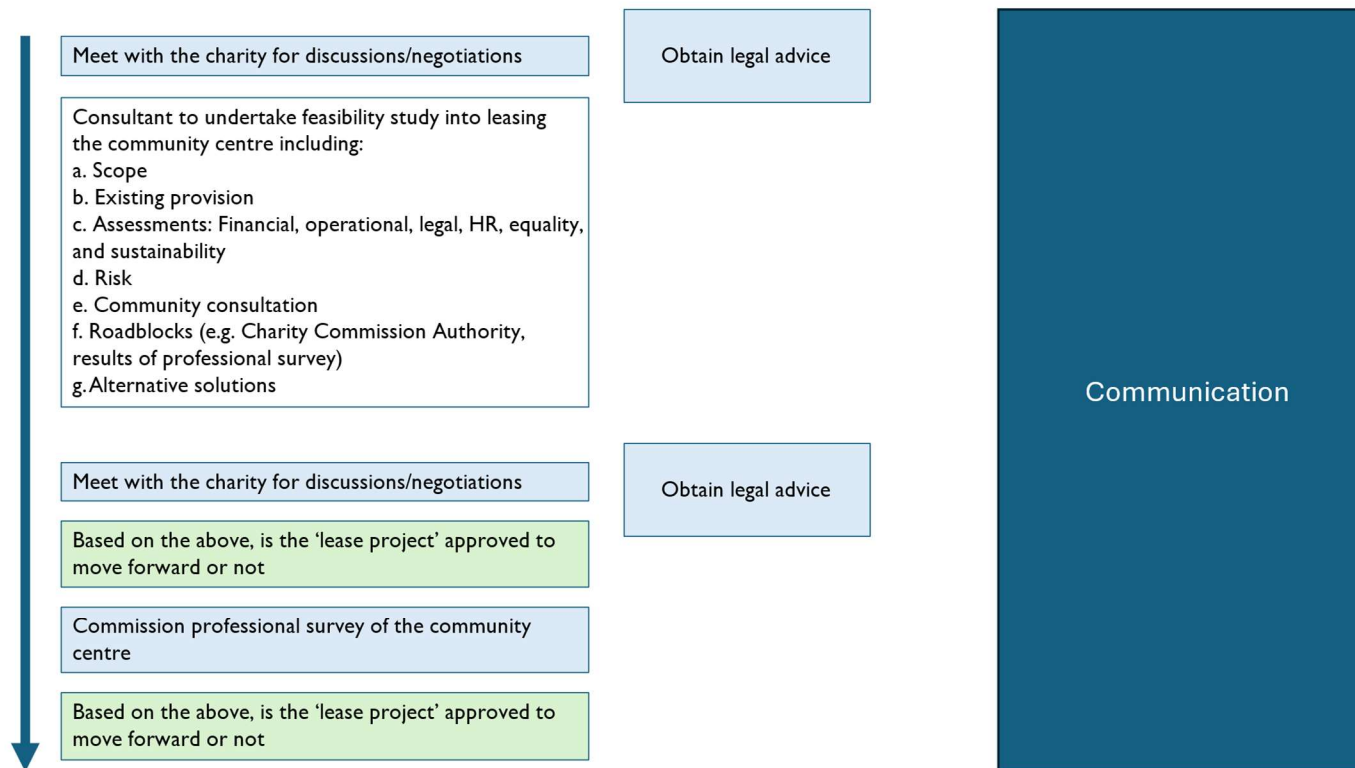 Meet with the charity for discussions/negotiations
Obtain legal advice
Consultant to undertake feasibility study into leasing
the community centre including:
a. Scope
b. Existing provision
c. Assessments: Financial, operational, legal, HR, equality,
and sustainability
d. Risk
e. Community consultation
f. Roadblocks (e.g. Charity Commission Authority,
results of professional survey)
g. Alternative solutions
Meet with the charity for discussions/negotiations
Obtain legal advice
Based on the above, is the ‘lease project’ approved to
move forward or not
Commission professional survey of the community
centre
Based on the above, is the ‘lease project’ approved to
move forward or not
Communication